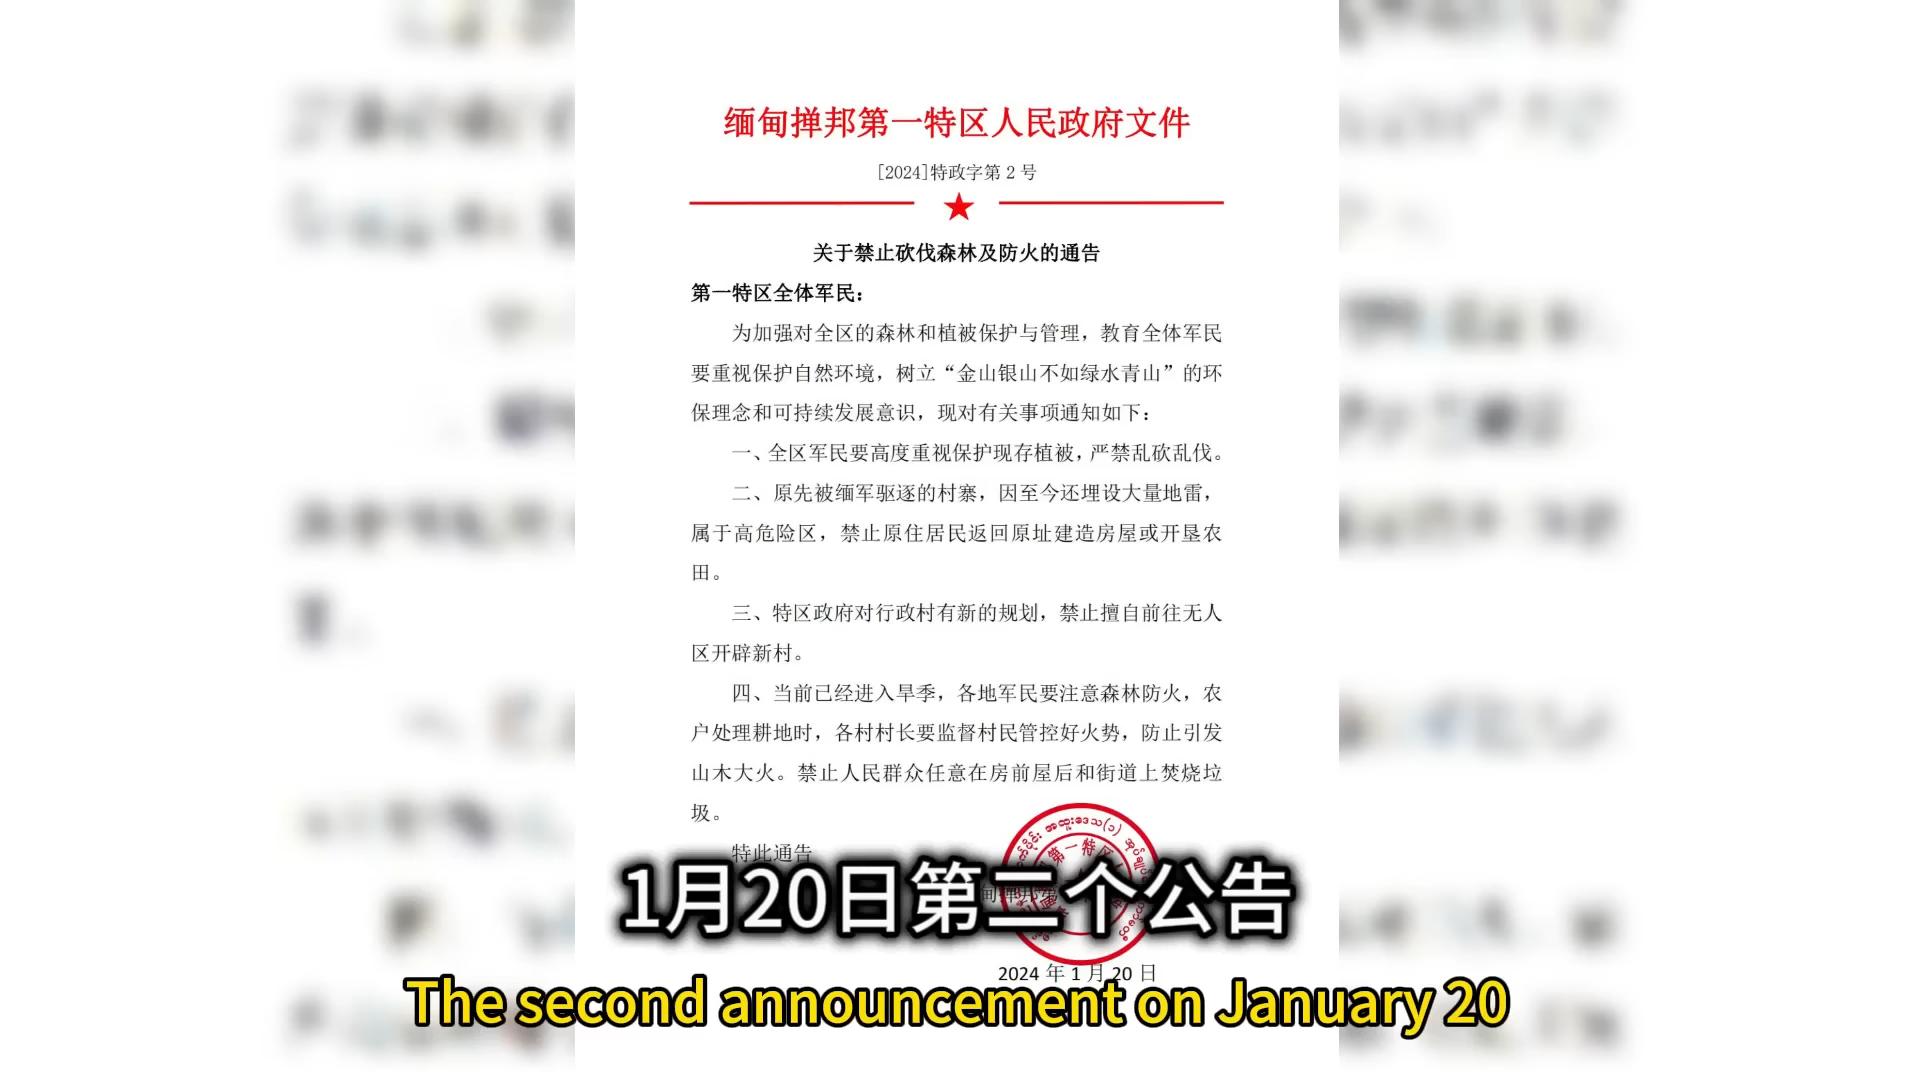 缅甸掸邦第一特区人民政府文件
[2024]特政字第 2 号
关于禁止砍伐森林及防火的通告
第一特区全体军民：
为加强对全区的森林和植被保护与管理，教育全体军民
要重视保护自然环境，树立“金山银山不如绿水青山”的环
保理念和可持续发展意识，现对有关事项通知如下：
一、全区军民要高度重视保护现存植被，严禁乱砍乱伐。
二、原先被缅军驱逐的村寨，因至今还埋设大量地雷，
属于高危险区，禁止原住居民返回原址建造房屋或开垦农
田。
三、特区政府对行政村有新的规划，禁止擅自前往无人
区开辟新村。
四、当前已经进入旱季，各地军民要注意森林防火，农
户处理耕地时，各村村长要监督村民管控好火势，防止引发
山木大火。禁止人民群众任意在房前屋后和街道上焚烧垃
圾。
特此通告
1月20日第二个公告
2024 年 1 月 20 日
The second announcement on January 20